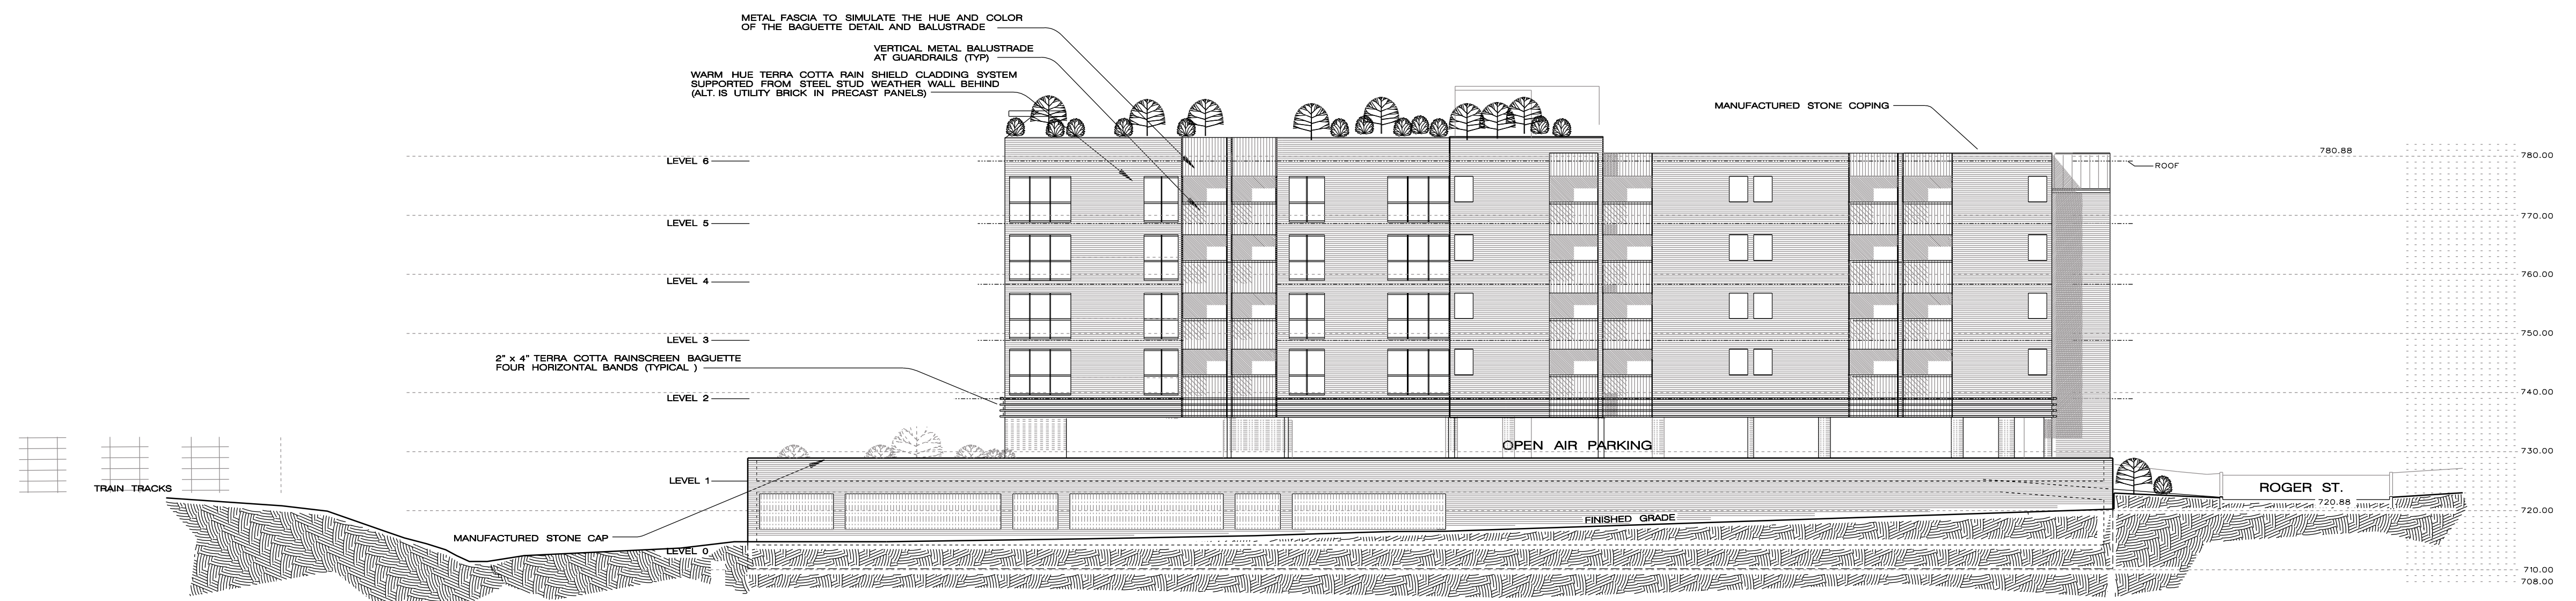 METAL FASCIA TO SIMULATE THE HUE AND COLOR
OF THE BAGUETTE DETAIL AND BALUSTRADE
VERTICAL METAL BALUSTRADE
AT GUARDRAILS (TYP)
WARM HUE TERRA COTTA RAIN SHIELD CLADDING SYSTEM
SUPPORTED FROM STEEL STUD WEATHER WALL BEHIND
(ALT. IS UTILITY BRICK IN PRECAST PANELS)
MANUFACTURED STONE COPING
780.88
780.00
LEVEL 6
ROOF
770.00
LEVEL 5
760.00
LEVEL 4
750.00
LEVEL 3
2" x 4" TERRA COTTA RAINSCREEN BAGUETTE
FOUR HORIZONTAL BANDS (TYPICAL )
740.00
LEVEL 2
OPEN AIR PARKING
730.00
LEVEL 1
TRAIN TRACKS
ROGER ST.
720.88
720.00
FINISHED GRADE
MANUFACTURED STONE CAP
LEVEL 0
710.00
708.00